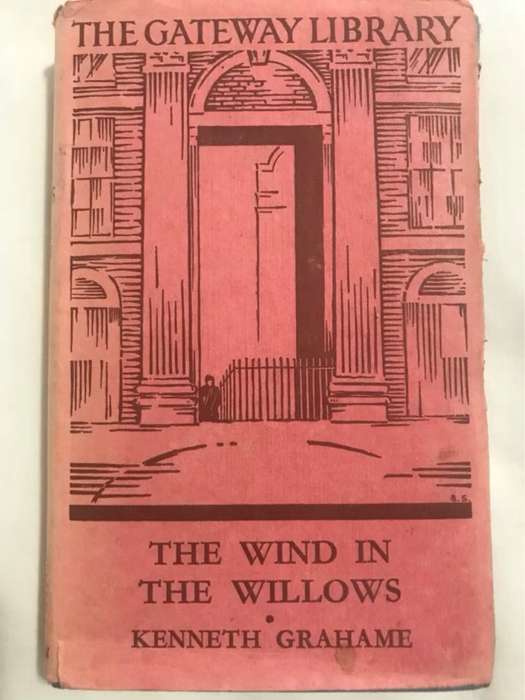 THE GATEWAY LIBRARY
B.S.
THE WIND IN
THE WILLOWS
•
KENNETH GRAHAME